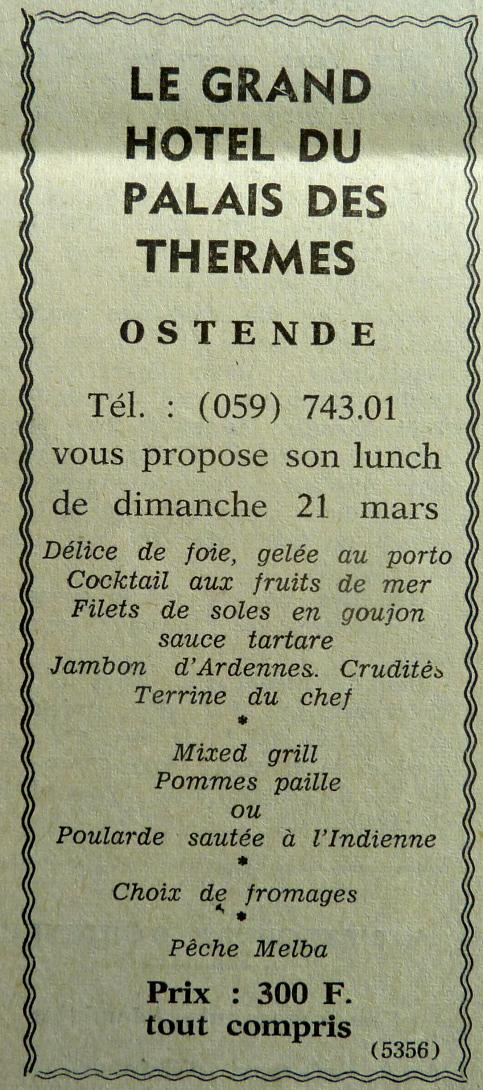 LE GRAND
HOTEL DU
PALAIS DES
THERMES
OSTENDE
Tél. : (059) 743.01
vous propose son lunch
de dimanche 21 mars
Délice de foie, gelée au porto
Cocktail aux fruits de mer
Filets de soles en goujon
sauce tartare
Jambon d'Ardennes. Crudités
Terrine du chef
*
Mixed grill
Pommes paille
ou
Poularde sautée à l'Indienne
*
Choix de fromages
*
Pêche Melba
Prix : 300 F.
tout compris
(5356)